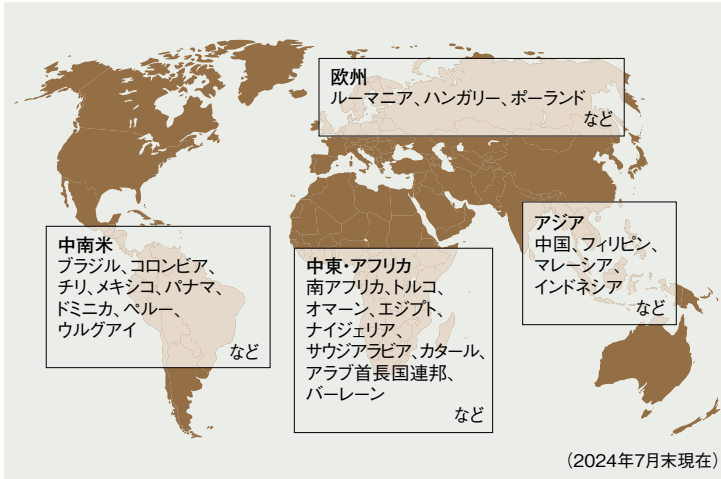 欧州
ルーマニア、ハンガリー、ポーランド
など
中南米
ブラジル、コロンビア、
チリ、メキシコ、パナマ、
ドミニカ、ペルー、
ウルグアイ
など
中東・アフリカ
南アフリカ、トルコ、
オマーン、エジプト、
ナイジェリア、
サウジアラビア、カタール、
アラブ首長国連邦、
バーレーン
など
アジア
中国、フィリピン、
マレーシア、
インドネシア
など
（2024年7月末現在）